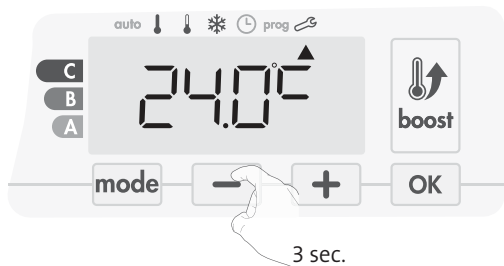 auto prog
C
B
A
24.0°C
boost
mode - + OK
3 sec.